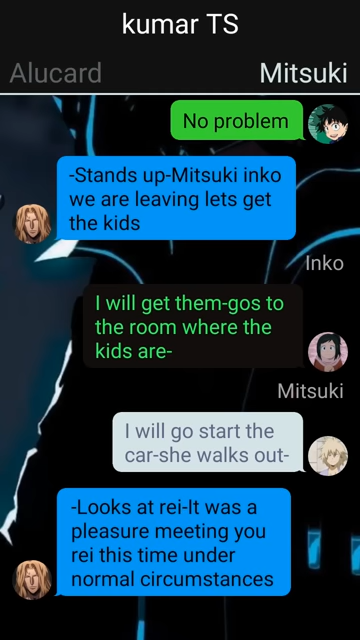 kumar TS
Alucard
Mitsuki
No problem
-Stands up-Mitsuki inko
we are leaving lets get
the kids
Inko
I will get them-gos to
the room where the
kids are-
Mitsuki
I will go start the
car-she walks out-
-Looks at rei-It was a
pleasure meeting you
rei this time under
normal circumstances